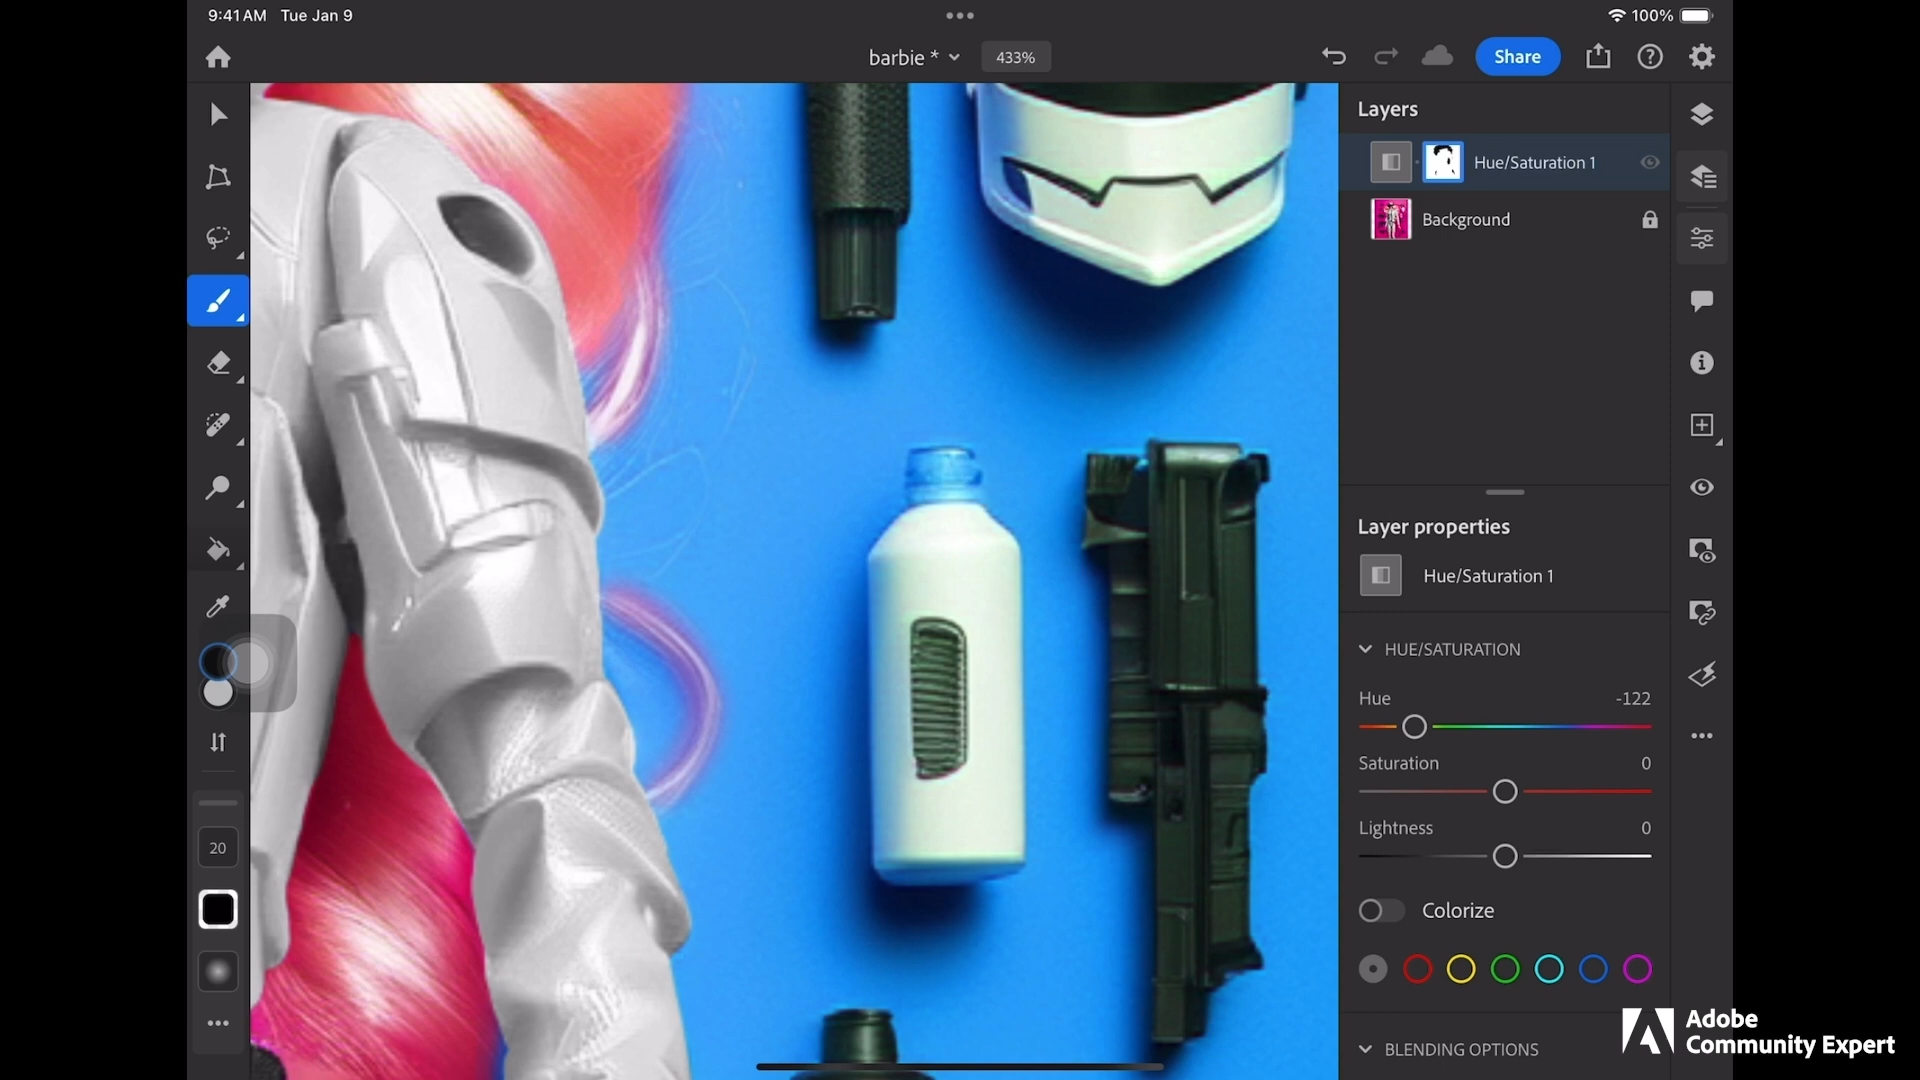 9:41 AM Tue Jan 9
100%
barbie *
433%
Share
Layers
Hue/Saturation 1
Background
Layer properties
Hue/Saturation 1
HUE/SATURATION
Hue -122
Saturation 0
Lightness 0
20
Colorize
BLENDING OPTIONS
Adobe
Community Expert